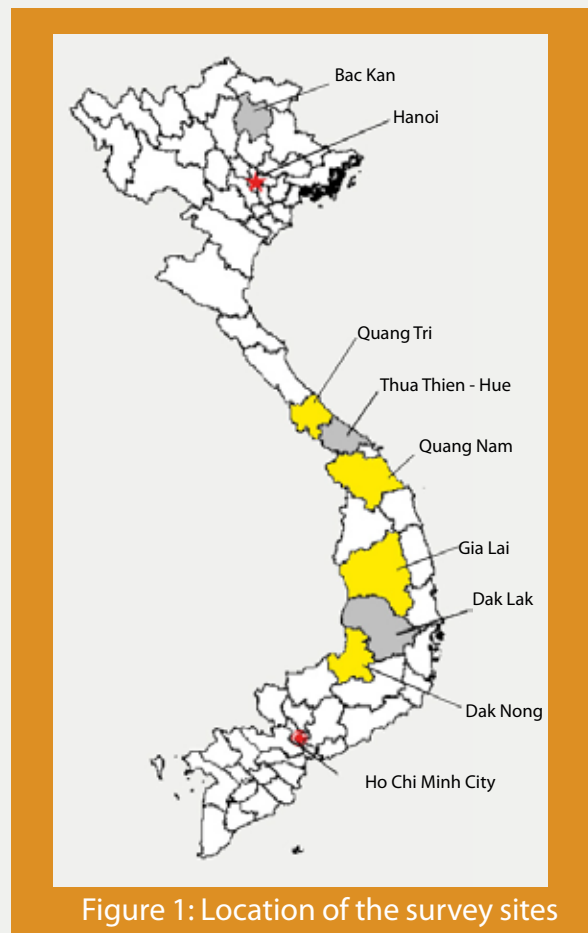 Bac Kan
Hanoi
Quang Tri
Thua Thien - Hue
Quang Nam
Gia Lai
Dak Lak
Dak Nong
Ho Chi Minh City
Figure 1: Location of the survey sites